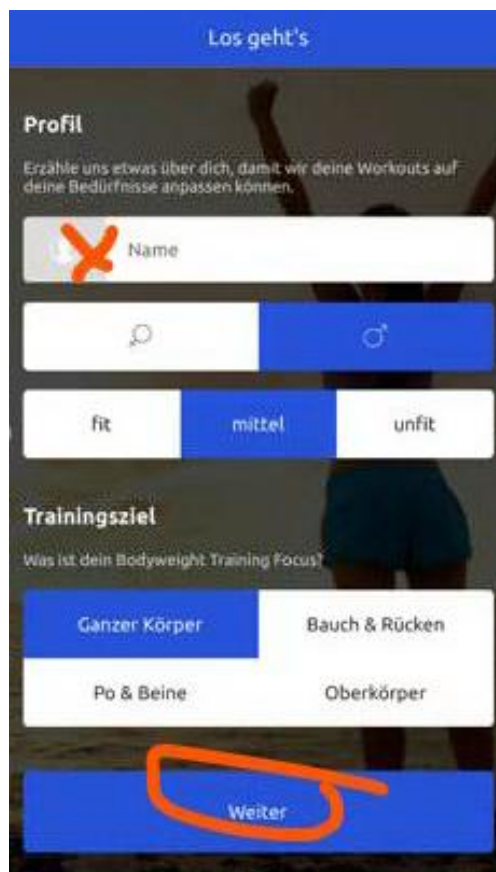 Los geht's
Profil
Erzähle uns etwas über dich, damit wir deine Workouts auf
deine Bedürfnisse anpassen können.
Name
fit mittel unfit
Trainingsziel
Was ist dein Bodyweight Training Focus?
Ganzer Körper Bauch & Rücken
Po & Beine Oberkörper
Weiter